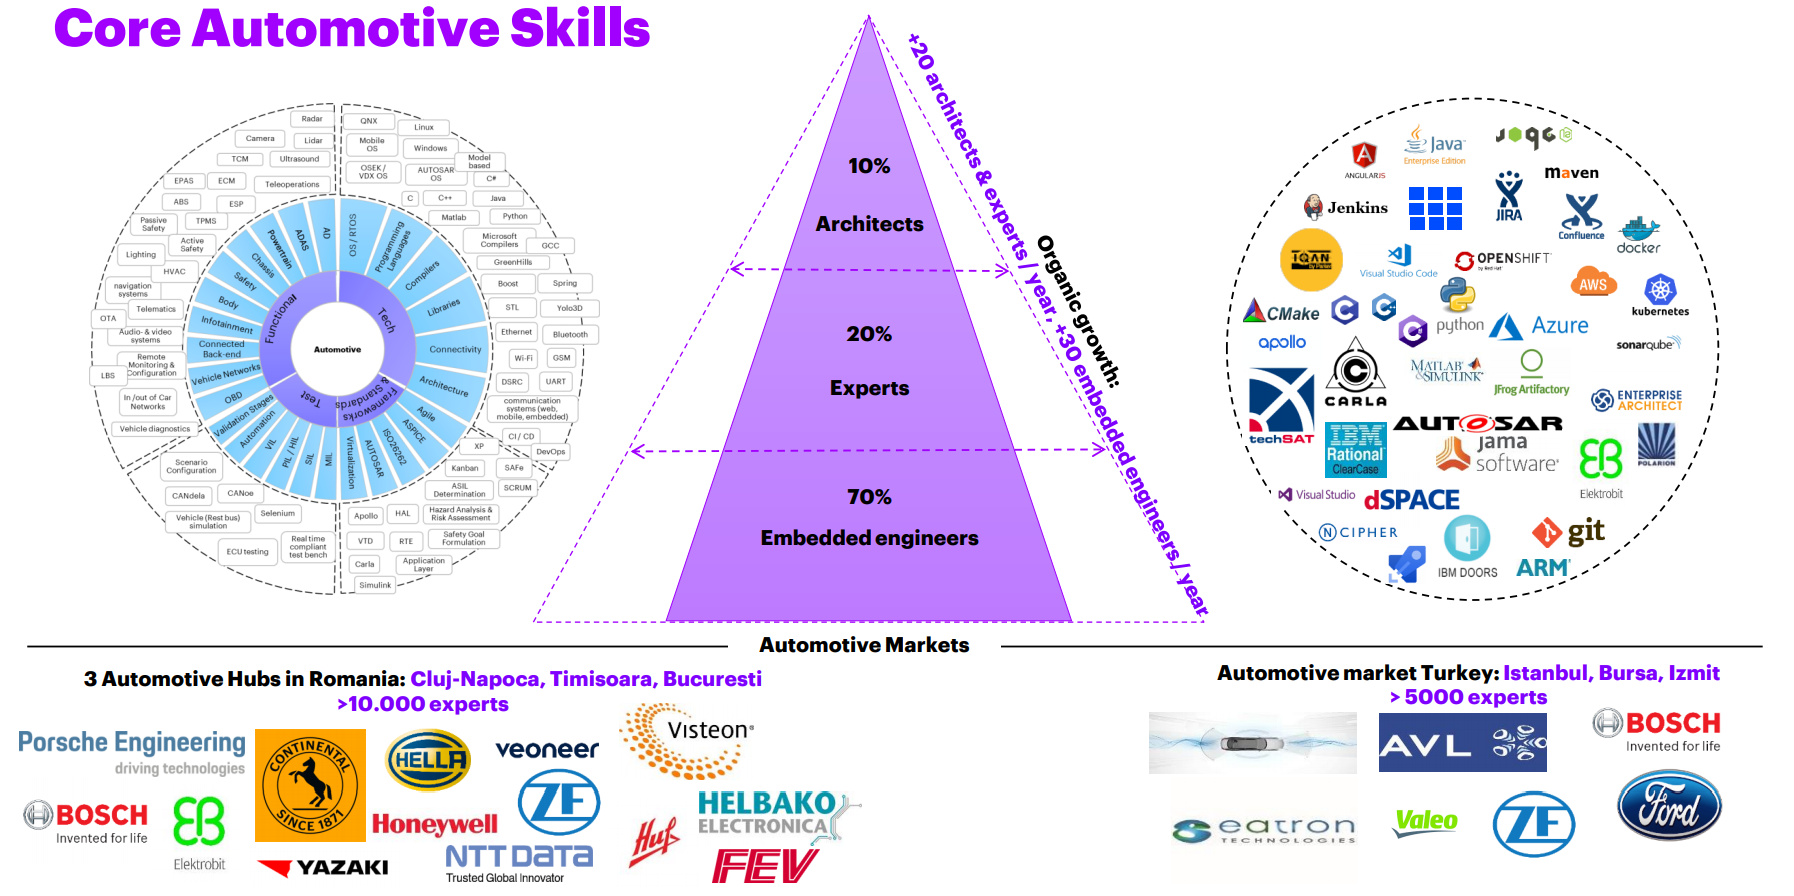 Core Automotive Skills
Radar
Camera
Lidar
TCM
Ultrasound
EPAS
ECM
Teleoperations
ABS
ESP
Passive
Safety
TPMS
Active
Safety
Lighting
HVAC
navigation
systems
Telematics
OTA
Audio- & video
systems
Remote
Monitoring &
Configuration
LBS
In /out of Car
Networks
Vehicle diagnostics
QNX
Linux
Mobile
OS
Windows
Model
based
OSEK /
VDX OS
AUTOSAR
OS
C#
C
C++
Java
Matlab
Python
Microsoft
Compilers
GCC
GreenHills
Boost
Spring
STL
Yolo3D
Ethernet
Bluetooth
Wi-Fi
GSM
DSRC
UART
communication
systems (web,
mobile, embedded)
CI / CD
XP
DevOps
Kanban
SAFe
ASIL
Determination
SCRUM
Apollo
HAL
Hazard Analysis &
Risk Assessment
VTD
RTE
Safety Goal
Formulation
Carla
Application
Layer
Simulink
Scenario
Configuration
CANdela
CANoe
Vehicle (Rest bus)
simulation
Selenium
ECU testing
Real time
compliant
test bench
AD
ADAS
Powertrain
Chassis
Safety
Body
Infotainment
Connected
Back-end
Vehicle Networks
OBD
Validation Stages
Automation
VIL
PIL / HIL
SIL
MIL
Virtualization
AUTOSAR
ISO26262
ASPICE
Agile
Architecture
Connectivity
Libraries
Compilers
Programming
Languages
OS / RTOS
Functional
Tech
Test
Frameworks
& Standards
Automotive
10%
Architects
20%
Experts
70%
Embedded engineers
Organic growth:
+20 architects & experts / year, +30 embedded engineers / year
ANGULARJS
Java
Enterprise Edition
JOQC
maven
Jenkins
JIRA
Confluence
docker
IQAN
Visual Studio Code
OPENSHIFT
by Red Hat
AWS
kubernetes
CMake
C
C
C
python
Azure
apollo
CARLA
MATLAB
&SIMULINK
JFrog Artifactory
sonarqube
techSAT
ENTERPRISE
ARCHITECT
AUTOSAR
IBM
Rational
ClearCase
jama
software
Elektrobit
POLARION
Visual Studio
dSPACE
NCIPHER
IBM DOORS
git
ARM
Automotive Markets
3 Automotive Hubs in Romania: Cluj-Napoca, Timisoara, Bucuresti
>10.000 experts
Porsche Engineering
driving technologies
CONTINENTAL
SINCE 1871
HELLA
veoneer
Visteon
BOSCH
Invented for life
Elektrobit
Honeywell
ZF
HELBAKO
ELECTRONICA
Huf
YAZAKI
NTT DATA
Trusted Global Innovator
FEV
Automotive market Turkey: Istanbul, Bursa, Izmit
> 5000 experts
AVL
BOSCH
Invented for life
eatron
TECHNOLOGIES
Valeo
ZF
Ford